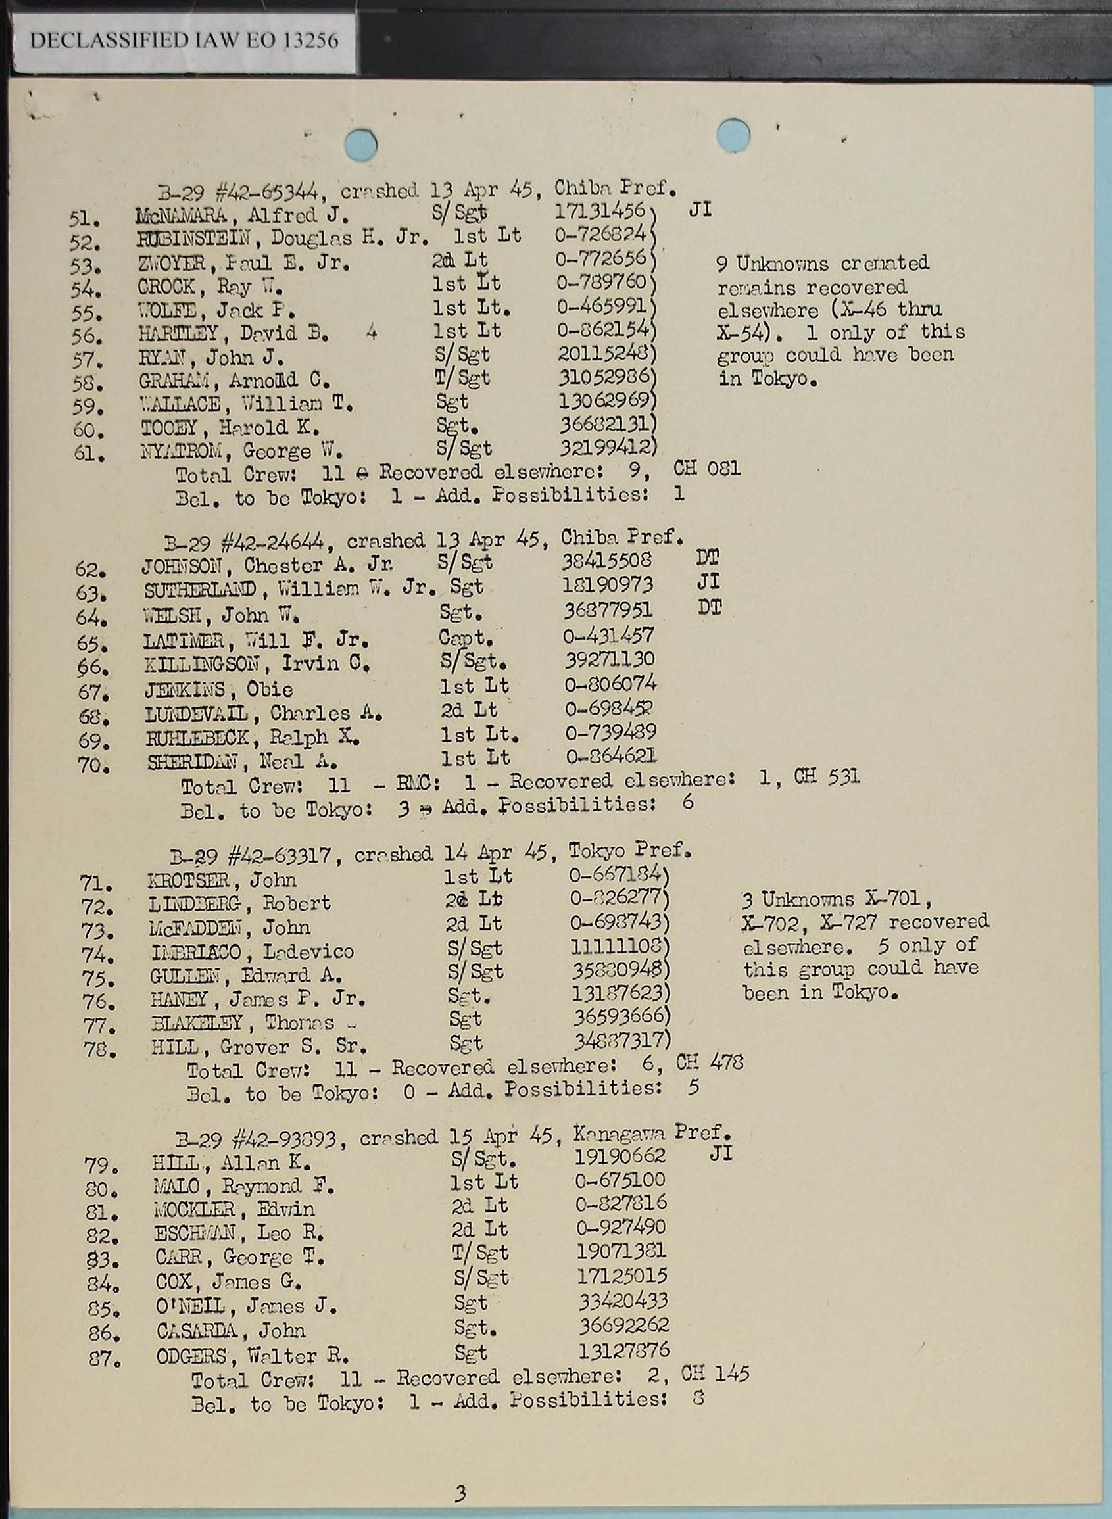 DECLASSIFIED IAW EO 13256
B-29 #42-65344, crashed 13 Apr 45, Chiba Pref.
51. McNAMARA, Alfred J. S/Sgt 17131456) JI
52. RUBINSTEIN, Douglas H. Jr. 1st Lt 0-726824)
53. ZWOYER, Paul E. Jr. 2d Lt 0-772656) 9 Unknowns cremated
54. CROCK, Ray W. 1st Lt 0-789760) remains recovered
55. WOLFE, Jack P. 1st Lt. 0-465991) elsewhere (X-46 thru
56. HARTLEY, David B. 4 1st Lt 0-862154) X-54). 1 only of this
57. RYAN, John J. S/Sgt 20115248) group could have been
58. GRAHAM, Arnold C. T/Sgt 31052986) in Tokyo.
59. WALLACE, William T. Sgt 13062969)
60. TOOEY, Harold K. Sgt. 36682131)
61. NYATROM, George W. S/Sgt 32199412)
Total Crew: 11 - Recovered elsewhere: 9, CH 081
Bel. to be Tokyo: 1 - Add. Possibilities: 1
B-29 #42-24644, crashed 13 Apr 45, Chiba Pref.
62. JOHNSON, Chester A. Jr. S/Sgt 38415508 DT
63. SUTHERLAND, William W. Jr. Sgt 18190973 JI
64. WELSH, John W. Sgt. 36877951 DT
65. LATIMER, Will F. Jr. Capt. 0-431457
66. KILLINGSON, Irvin C. S/Sgt. 39271130
67. JENKINS, Obie 1st Lt 0-806074
68. LUNDEVAIL, Charles A. 2d Lt 0-698452
69. RUHLEBECK, Ralph X. 1st Lt. 0-739489
70. SHERIDAN, Neal A. 1st Lt 0-864621
Total Crew: 11 - RMC: 1 - Recovered elsewhere: 1, CH 531
Bel. to be Tokyo: 3 - Add. Possibilities: 6
B-29 #42-63317, crashed 14 Apr 45, Tokyo Pref.
71. KROTSER, John 1st Lt 0-667184)
72. LINDBERG, Robert 2d Lt 0-826277) 3 Unknowns X-701,
73. McFADDEN, John 2d Lt 0-698743) X-702, X-727 recovered
74. IMBRIACO, Ledevico S/Sgt 11111108) elsewhere. 5 only of
75. GULLEN, Edward A. S/Sgt 35880948) this group could have
76. HANEY, James P. Jr. Sgt. 13187623) been in Tokyo.
77. BLAKELEY, Thomas - Sgt 36593666)
78. HILL, Grover S. Sr. Sgt 34887317)
Total Crew: 11 - Recovered elsewhere: 6, CH 478
Bel. to be Tokyo: 0 - Add. Possibilities: 5
B-29 #42-93893, crashed 15 Apr 45, Kanagawa Pref.
79. HILL, Allan K. S/Sgt. 19190662 JI
80. MALO, Raymond F. 1st Lt 0-675100
81. MOCKLER, Edwin 2d Lt 0-827816
82. ESCHMAN, Leo R. 2d Lt 0-927490
83. CARR, George T. T/Sgt 19071381
84. COX, James G. S/Sgt 17125015
85. O'NEIL, James J. Sgt 33420433
86. CASARDA, John Sgt. 36692262
87. ODGERS, Walter R. Sgt 13127876
Total Crew: 11 - Recovered elsewhere: 2, CH 145
Bel. to be Tokyo: 1 - Add. Possibilities: 8
3